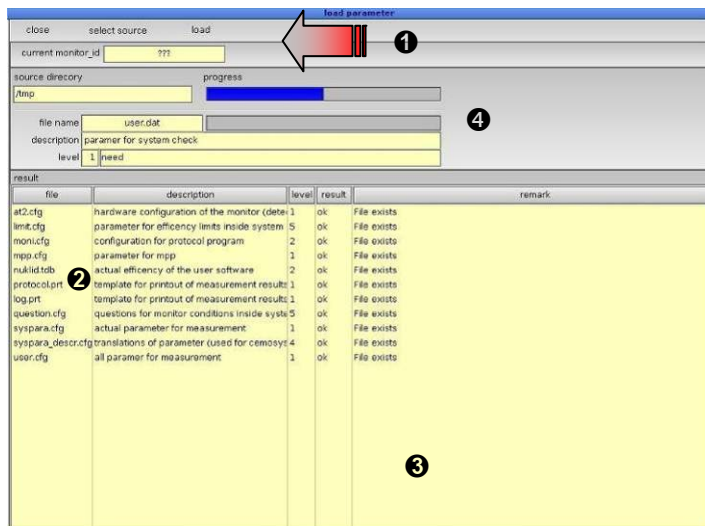 load parameter
close select source load
❶
current monitor_id ???
source direcory progress
/tmp
❹
file name user.dat
description paramer for system check
level 1 need
result
file description level result remark
at2.cfg hardware configuration of the monitor (dete 1 ok File exists
limit.cfg parameter for efficency limits inside system 5 ok File exists
moni.cfg configuration for protocol program 2 ok File exists
mpp.cfg parameter for mpp 1 ok File exists
nuklid.tdb actual efficency of the user software 2 ok File exists
protocol.prt ❷ template for printout of measurement results 1 ok File exists
log.prt template for printout of measurement results 1 ok File exists
question.cfg questions for monitor conditions inside syste 5 ok File exists
syspara.cfg actual parameter for measurement 1 ok File exists
syspara_descr.cfg translations of parameter (used for cemosys 4 ok File exists
user.cfg all paramer for measurement 1 ok File exists
❸